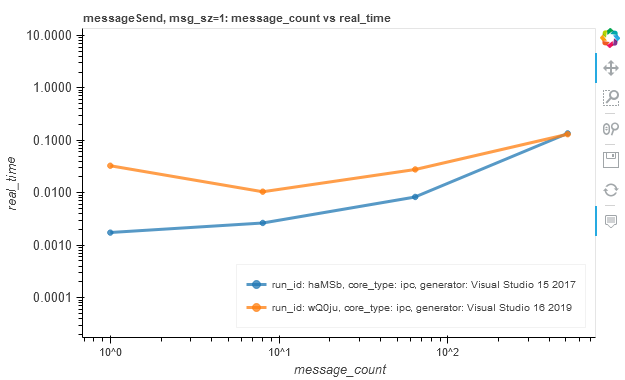 messageSend, msg_sz=1: message_count vs real_time
10.0000
1.0000
0.1000
0.0100
0.0010
0.0001
real_time
run_id: haMSb, core_type: ipc, generator: Visual Studio 15 2017
run_id: wQ0ju, core_type: ipc, generator: Visual Studio 16 2019
10^0
10^1
10^2
message_count